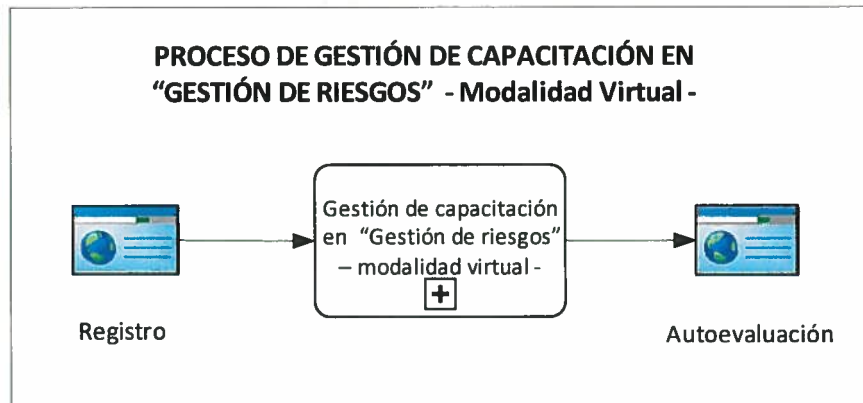 PROCESO DE GESTIÓN DE CAPACITACIÓN EN
“GESTIÓN DE RIESGOS” - Modalidad Virtual -
Gestión de capacitación
en “Gestión de riesgos”
– modalidad virtual -
Registro
Autoevaluación